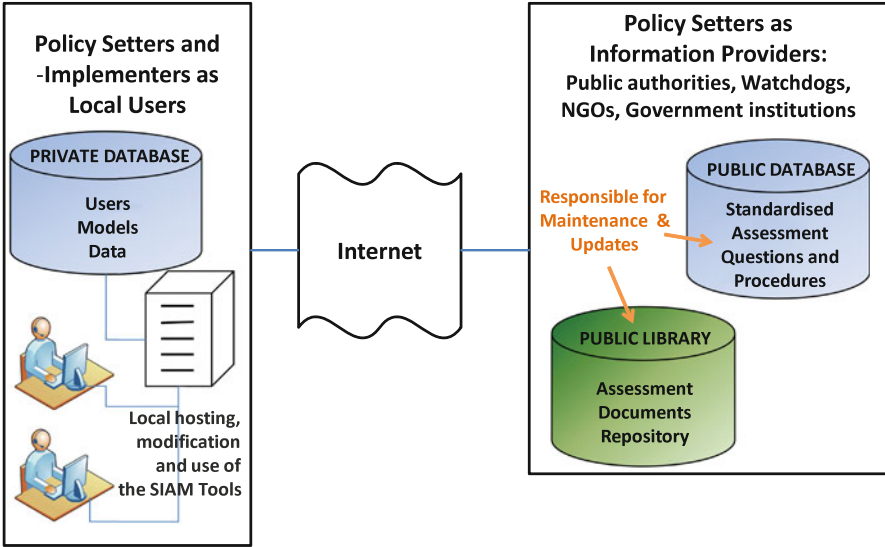 Policy Setters and
-Implementers as
Local Users
PRIVATE DATABASE
Users
Models
Data
Local hosting,
modification
and use of
the SIAM Tools
Internet
Policy Setters as
Information Providers:
Public authorities, Watchdogs,
NGOs, Government institutions
PUBLIC DATABASE
Standardised
Assessment
Questions and
Procedures
Responsible for
Maintenance &
Updates
PUBLIC LIBRARY
Assessment
Documents
Repository